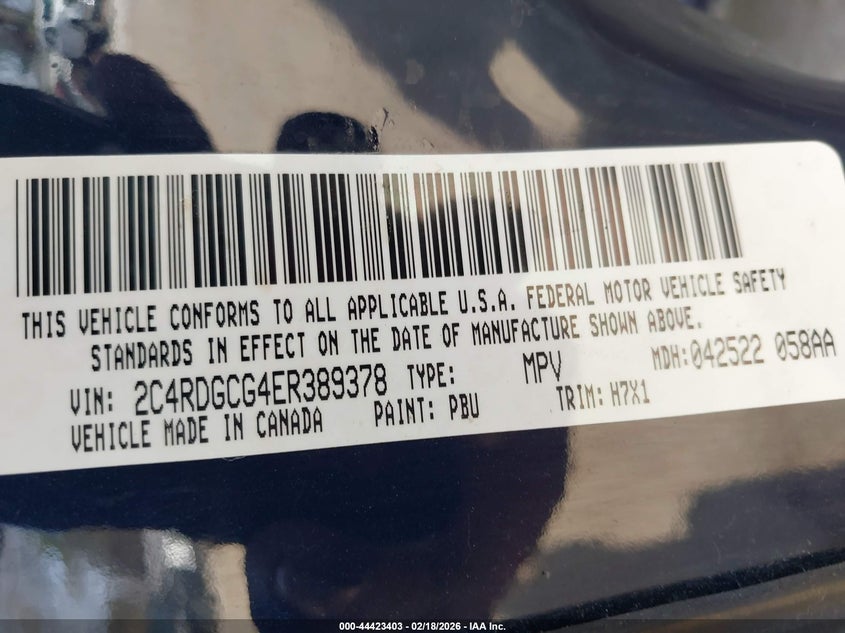 THIS VEHICLE CONFORMS TO ALL APPLICABLE U.S.A. FEDERAL MOTOR VEHICLE SAFETY
STANDARDS IN EFFECT ON THE DATE OF MANUFACTURE SHOWN ABOVE.
VIN: 2C4RDGCG4ER389378 TYPE: MPV MDH: 042522 058AA
VEHICLE MADE IN CANADA PAINT: PBU TRIM: H7X1
000-44423403 - 02/18/2026 - IAA Inc.